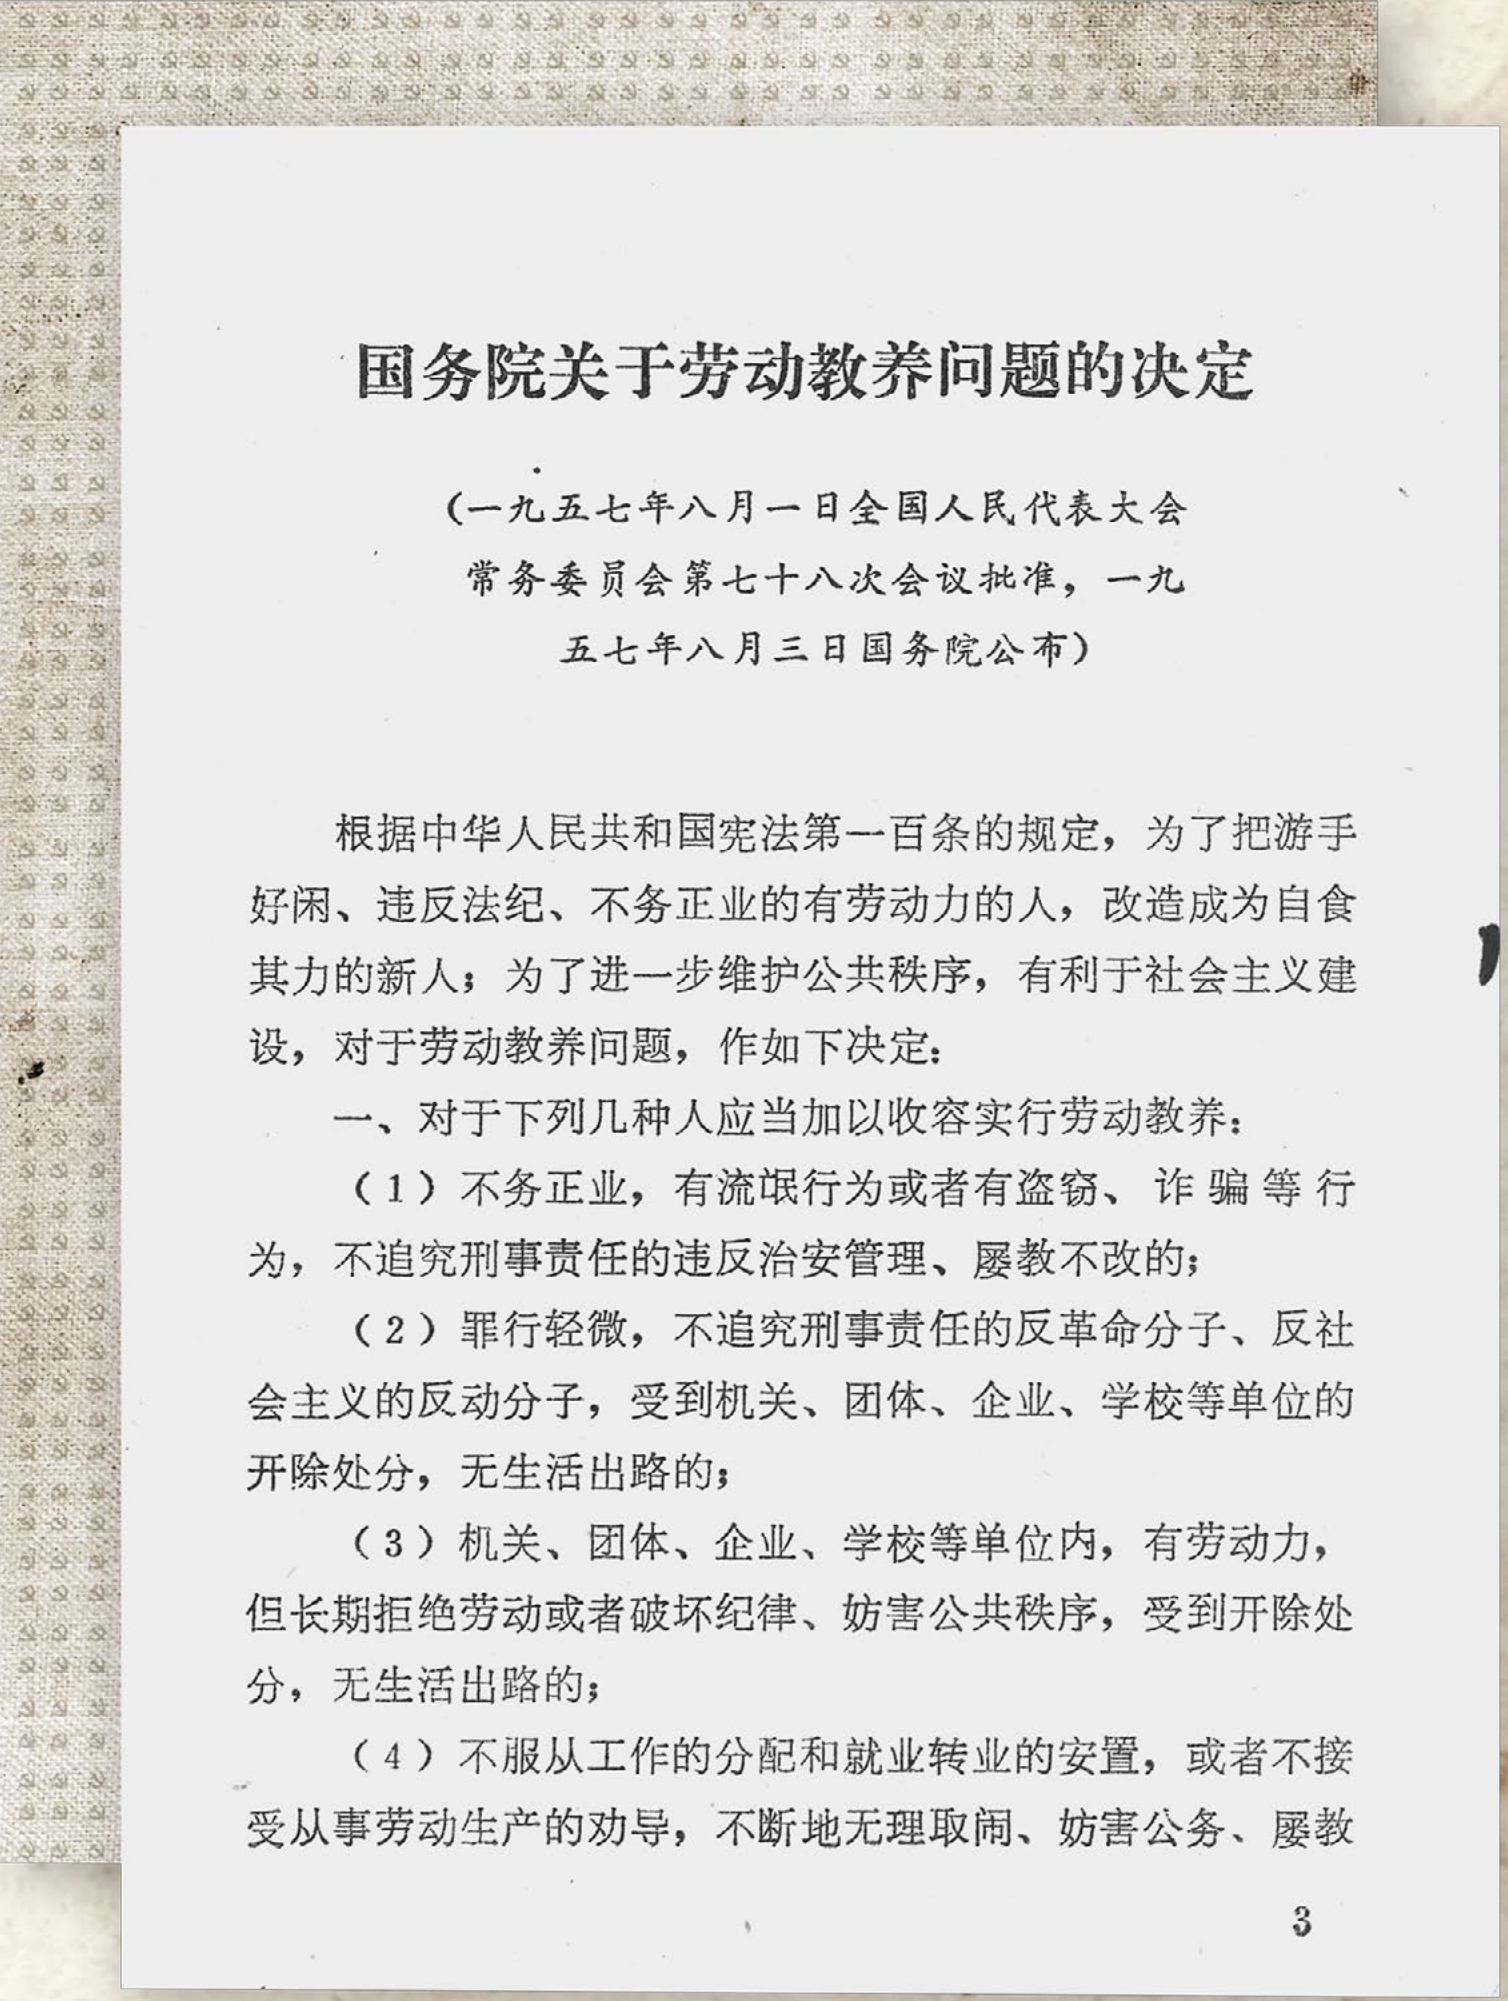 国务院关于劳动教养问题的决定
（一九五七年八月一日全国人民代表大会
常务委员会第七十八次会议批准，一九
五七年八月三日国务院公布）
根据中华人民共和国宪法第一百条的规定，为了把游手
好闲、违反法纪、不务正业的有劳动力的人，改造成为自食
其力的新人；为了进一步维护公共秩序，有利于社会主义建
设，对于劳动教养问题，作如下决定：
一、对于下列几种人应当加以收容实行劳动教养：
（1）不务正业，有流氓行为或者有盗窃、诈骗等行
为，不追究刑事责任的违反治安管理、屡教不改的；
（2）罪行轻微，不追究刑事责任的反革命分子、反社
会主义的反动分子，受到机关、团体、企业、学校等单位的
开除处分，无生活出路的；
（3）机关、团体、企业、学校等单位内，有劳动力，
但长期拒绝劳动或者破坏纪律、妨害公共秩序，受到开除处
分，无生活出路的；
（4）不服从工作的分配和就业转业的安置，或者不接
受从事劳动生产的劝导，不断地无理取闹、妨害公务、屡教
3